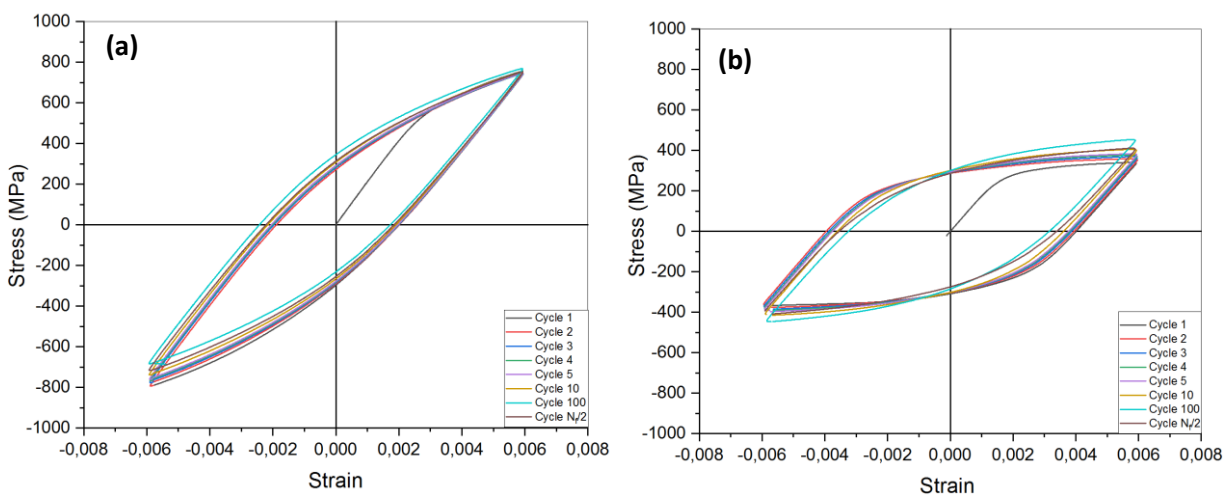 (a)
1000
800
600
400
200
0
-200
-400
-600
-800
-1000
Stress (MPa)
-0,008 -0,006 -0,004 -0,002 0,000 0,002 0,004 0,006 0,008
Strain
Cycle 1
Cycle 2
Cycle 3
Cycle 4
Cycle 5
Cycle 10
Cycle 100
Cycle Nf/2
(b)
1000
800
600
400
200
0
-200
-400
-600
-800
-1000
Stress (MPa)
-0,008 -0,006 -0,004 -0,002 0,000 0,002 0,004 0,006 0,008
Strain
Cycle 1
Cycle 2
Cycle 3
Cycle 4
Cycle 5
Cycle 10
Cycle 100
Cycle Nf/2